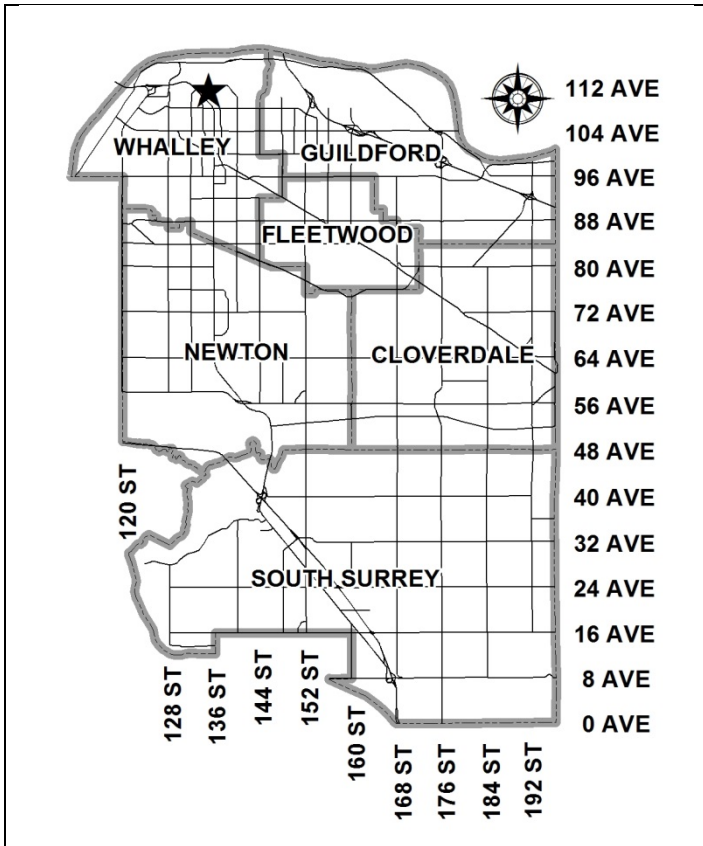 112 AVE
104 AVE
WHALLEY
GUILDFORD
96 AVE
88 AVE
FLEETWOOD
80 AVE
72 AVE
NEWTON
CLOVERDALE
64 AVE
56 AVE
48 AVE
120 ST
40 AVE
32 AVE
SOUTH SURREY
24 AVE
16 AVE
128 ST
136 ST
144 ST
152 ST
160 ST
168 ST
176 ST
184 ST
192 ST
8 AVE
0 AVE